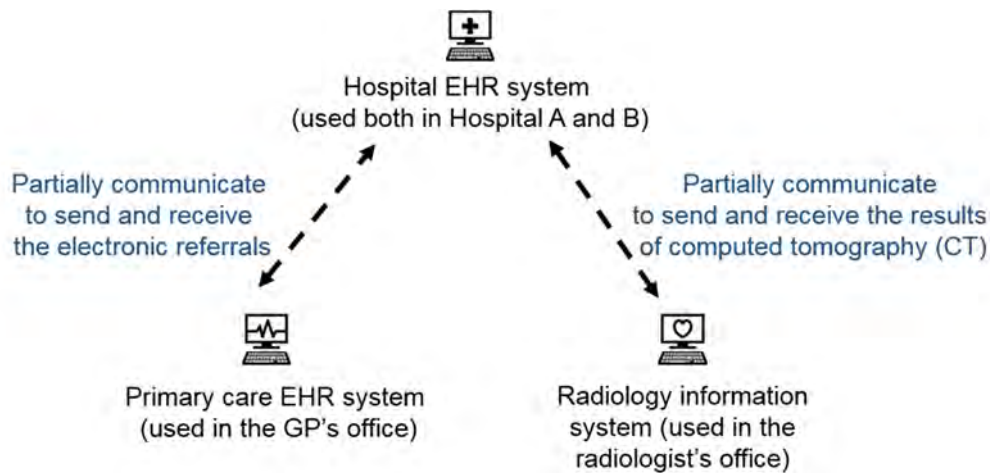 Hospital EHR system
(used both in Hospital A and B)
Partially communicate
to send and receive
the electronic referrals
Partially communicate
to send and receive the results
of computed tomography (CT)
Primary care EHR system
(used in the GP's office)
Radiology information
system (used in the
radiologist's office)